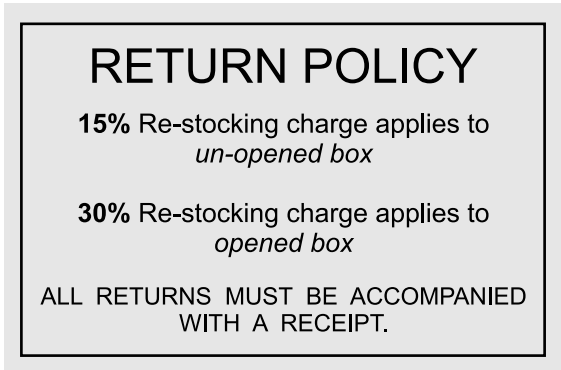 RETURN POLICY
15% Re-stocking charge applies to
un-opened box
30% Re-stocking charge applies to
opened box
ALL RETURNS MUST BE ACCOMPANIED
WITH A RECEIPT.